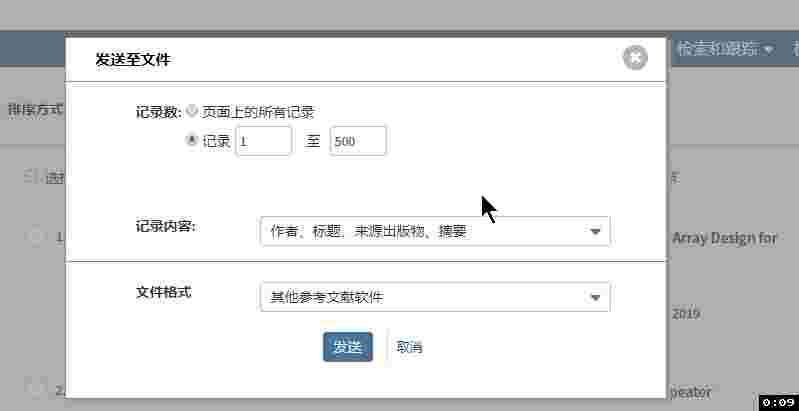 检索和跟踪
发送至文件
排序方式
记录数: 页面上的所有记录
记录 1 至 500
选择
1.
记录内容: 作者、标题、来源出版物、摘要
Array Design for
文件格式 其他参考文献软件
2019
发送 取消
2.
peater
0:09